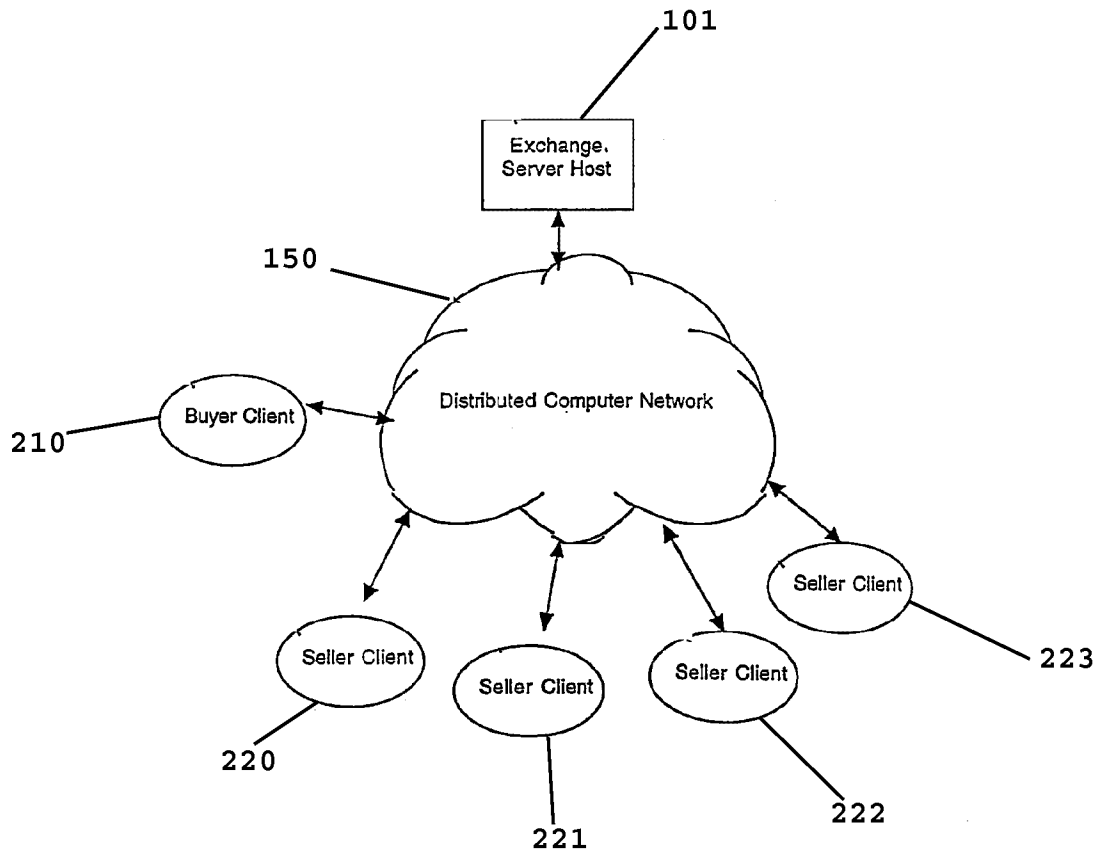 101
Exchange.
Server Host
150
Distributed Computer Network
Buyer Client
210
Seller Client
223
Seller Client
220
Seller Client
221
Seller Client
222